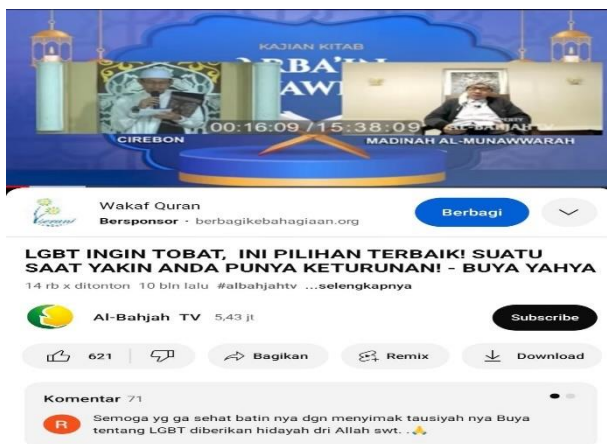 KAJIAN KITAB
CIREBON
00:16:09/15:38:09
MADINAH AL-MUNAWWARAH
Wakaf Quran
Bersponsor · berbagikebahagiaan.org
Berbagi
LGBT INGIN TOBAT, INI PILIHAN TERBAIK! SUATU
SAAT YAKIN ANDA PUNYA KETURUNAN! - BUYA YAHYA
14 rb x ditonton 10 bln lalu #albahjahtv ...selengkapnya
Al-Bahjah TV 5,43 jt
Subscribe
621
Bagikan
Remix
Download
Komentar 71
R
Semoga yg ga sehat batin nya dgn menyimak tausiyah nya Buya
tentang LGBT diberikan hidayah dri Allah swt. .🙏